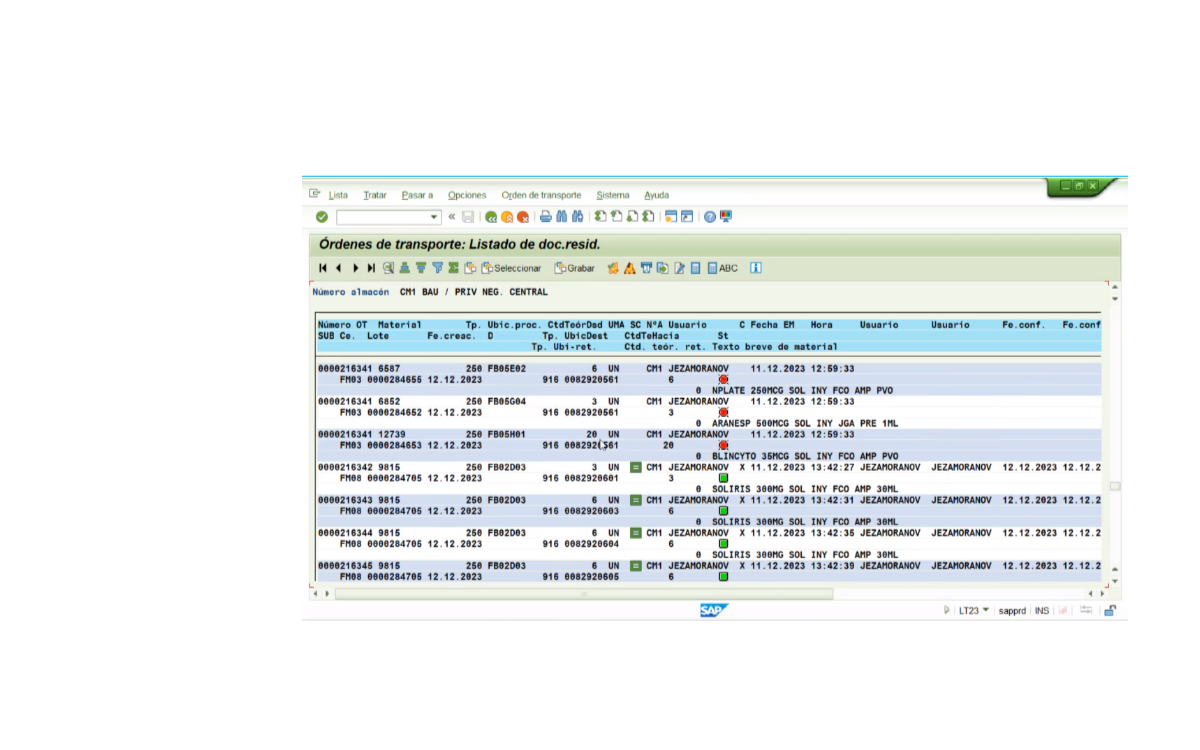 Lista Tratar Pasar a Opciones Orden de transporte Sistema Ayuda
Órdenes de transporte: Listado de doc.resid.
Seleccionar Grabar ABC
Número almacén CM1 BAU / PRIV NEG. CENTRAL
Número OT Material Tp. Ubic.proc. CtdTeórDsd UMA SC NºA Usuario C Fecha EM Hora Usuario Usuario Fe.conf. Fe.conf
SUB Ce. Lote Fe.creac. D Tp. UbicDest CtdTeHacia St
Tp. Ubi-ret. Ctd. teór. ret. Texto breve de material
0000216341 6587 250 FB05E02 6 UN CM1 JEZAMORANOV 11.12.2023 12:59:33
FM03 0000284655 12.12.2023 916 0082920561 6
0 NPLATE 250MCG SOL INY FCO AMP PVO
0000216341 6852 250 FB05G04 3 UN CM1 JEZAMORANOV 11.12.2023 12:59:33
FM03 0000284652 12.12.2023 916 0082920561 3
0 ARANESP 500MCG SOL INY JGA PRE 1ML
0000216341 12739 250 FB05H01 20 UN CM1 JEZAMORANOV 11.12.2023 12:59:33
FM03 0000284653 12.12.2023 916 0082920561 20
0 BLINCYTO 35MCG SOL INY FCO AMP PVO
0000216342 9815 250 FB02D03 3 UN CM1 JEZAMORANOV X 11.12.2023 13:42:27 JEZAMORANOV JEZAMORANOV 12.12.2023 12.12.2
FM08 0000284705 12.12.2023 916 0082920601 3
0 SOLIRIS 300MG SOL INY FCO AMP 30ML
0000216343 9815 250 FB02D03 6 UN CM1 JEZAMORANOV X 11.12.2023 13:42:31 JEZAMORANOV JEZAMORANOV 12.12.2023 12.12.2
FM08 0000284705 12.12.2023 916 0082920603 6
0 SOLIRIS 300MG SOL INY FCO AMP 30ML
0000216344 9815 250 FB02D03 6 UN CM1 JEZAMORANOV X 11.12.2023 13:42:35 JEZAMORANOV JEZAMORANOV 12.12.2023 12.12.2
FM08 0000284705 12.12.2023 916 0082920604 6
0 SOLIRIS 300MG SOL INY FCO AMP 30ML
0000216345 9815 250 FB02D03 6 UN CM1 JEZAMORANOV X 11.12.2023 13:42:39 JEZAMORANOV JEZAMORANOV 12.12.2023 12.12.2
FM08 0000284705 12.12.2023 916 0082920605 6
SAP LT23 sapprd INS